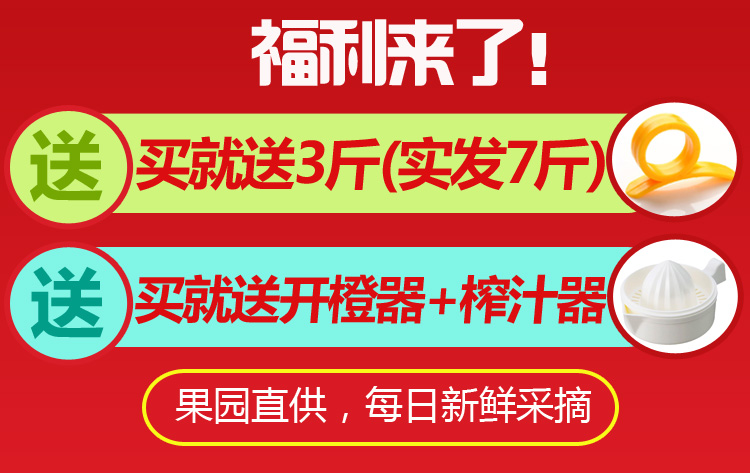 福利来了!
送
买就送3斤(实发7斤)
送
买就送开橙器+榨汁器
果园直供，每日新鲜采摘